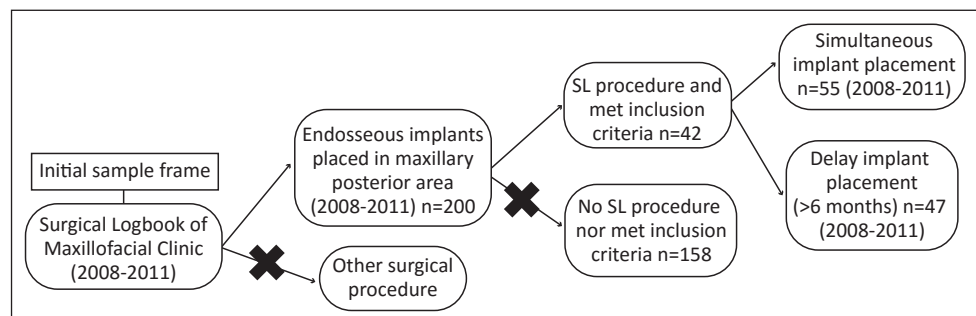 Initial sample frame
Surgical Logbook of
Maxillofacial Clinic
(2008-2011)
Endosseous implants
placed in maxillary
posterior area
(2008-2011) n=200
Other surgical
procedure
SL procedure and
met inclusion
criteria n=42
No SL procedure
nor met inclusion
criteria n=158
Simultaneous
implant placement
n=55 (2008-2011)
Delay implant
placement
(>6 months) n=47
(2008-2011)